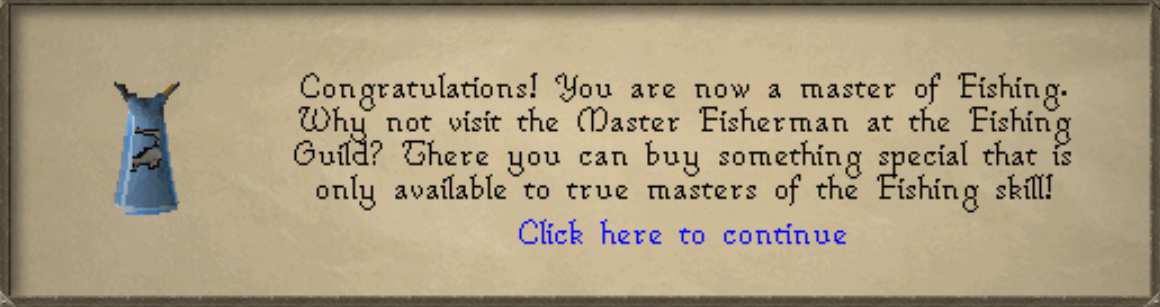 Congratulations! You are now a master of Fishing.
Why not visit the Master Fisherman at the Fishing
Guild? There you can buy something special that is
only available to true masters of the Fishing skill!
Click here to continue